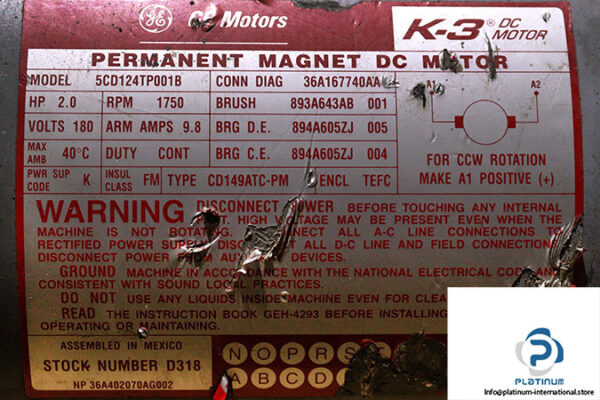 GE Motors
K-3® DC MOTOR
PERMANENT MAGNET DC MOTOR
MODEL 5CD124TP001B CONN DIAG 36A167740AA
HP 2.0 RPM 1750 BRUSH 893A643AB 001
VOLTS 180 ARM AMPS 9.8 BRG D.E. 894A605ZJ 005
MAX AMB 40°C DUTY CONT BRG C.E. 894A605ZJ 004
PWR SUP CODE K INSUL CLASS FM TYPE CD149ATC-PM ENCL TEFC
A1 A2
FOR CCW ROTATION
MAKE A1 POSITIVE (+)
WARNING DISCONNECT POWER BEFORE TOUCHING ANY INTERNAL
HIGH VOLTAGE MAY BE PRESENT EVEN WHEN THE
MACHINE IS NOT ROTATING. ALL A-C LINE CONNECTIONS TO
RECTIFIED POWER ALL D-C LINE AND FIELD CONNECTIONS
DISCONNECT POWER FROM DEVICES.
GROUND MACHINE IN ACCORDANCE WITH THE NATIONAL ELECTRICAL CODE AND
CONSISTENT WITH SOUND LOCAL PRACTICES.
DO NOT USE ANY LIQUIDS INSIDE MACHINE EVEN FOR
READ THE INSTRUCTION BOOK GEH-4293 BEFORE INSTALLING
OPERATING OR MAINTAINING.
ASSEMBLED IN MEXICO
STOCK NUMBER D318
NP 36A402070AG002
N O P R S
A B C D
PLATINUM
Info@platinum-international.store